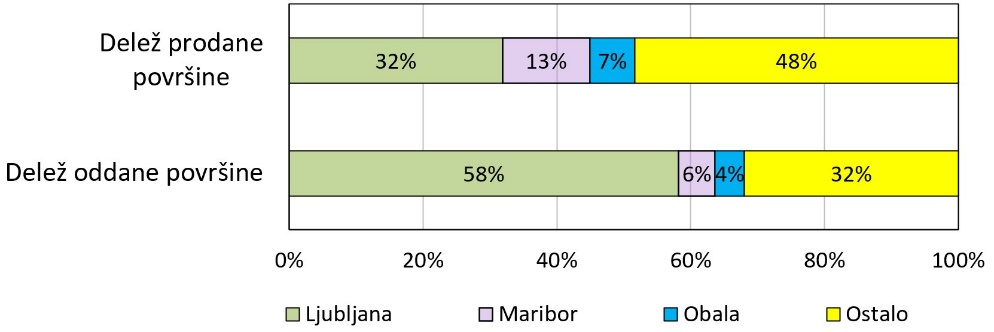 Delež prodane
površine
32% 13% 7% 48%
Delež oddane površine
58% 6% 4% 32%
0% 20% 40% 60% 80% 100%
Ljubljana Maribor Obala Ostalo